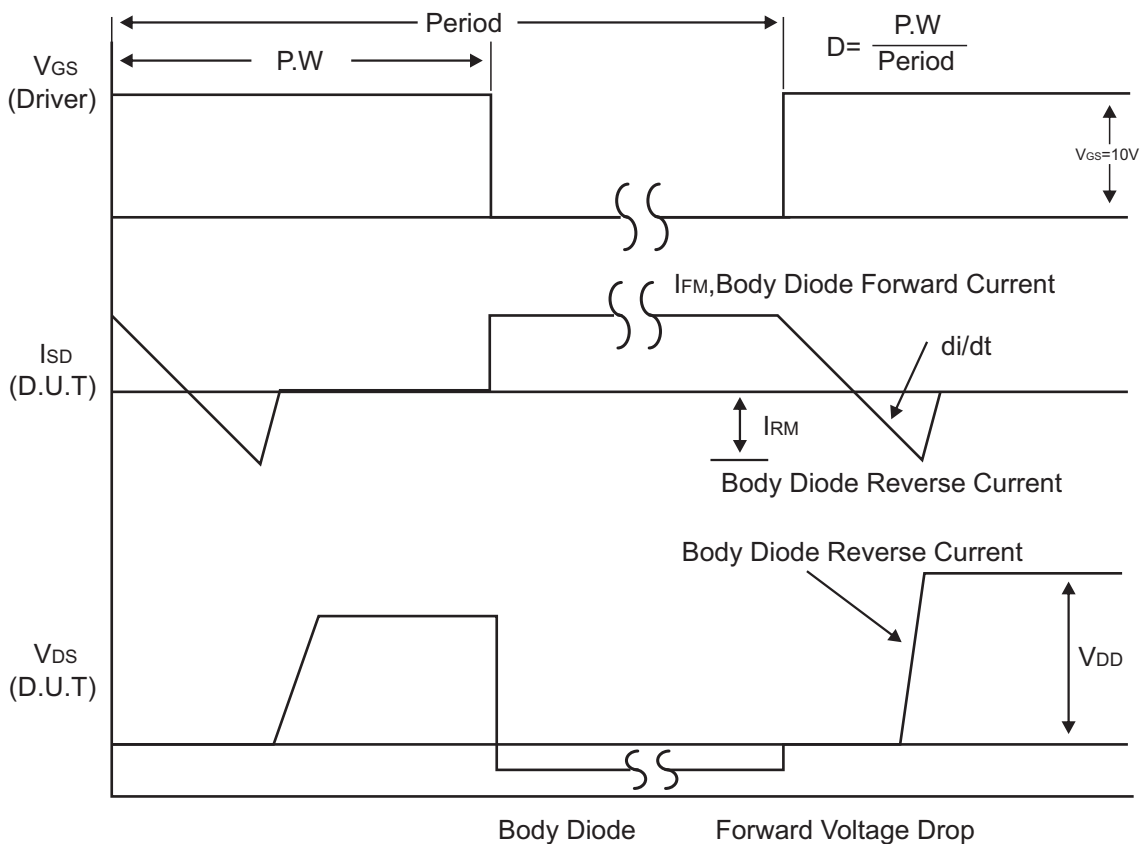 Period
P.W
D= P.W
Period
VGS
(Driver)
VGS=10V
IFM,Body Diode Forward Current
ISD
(D.U.T)
di/dt
IRM
Body Diode Reverse Current
Body Diode Reverse Current
VDS
(D.U.T)
VDD
Body Diode Forward Voltage Drop